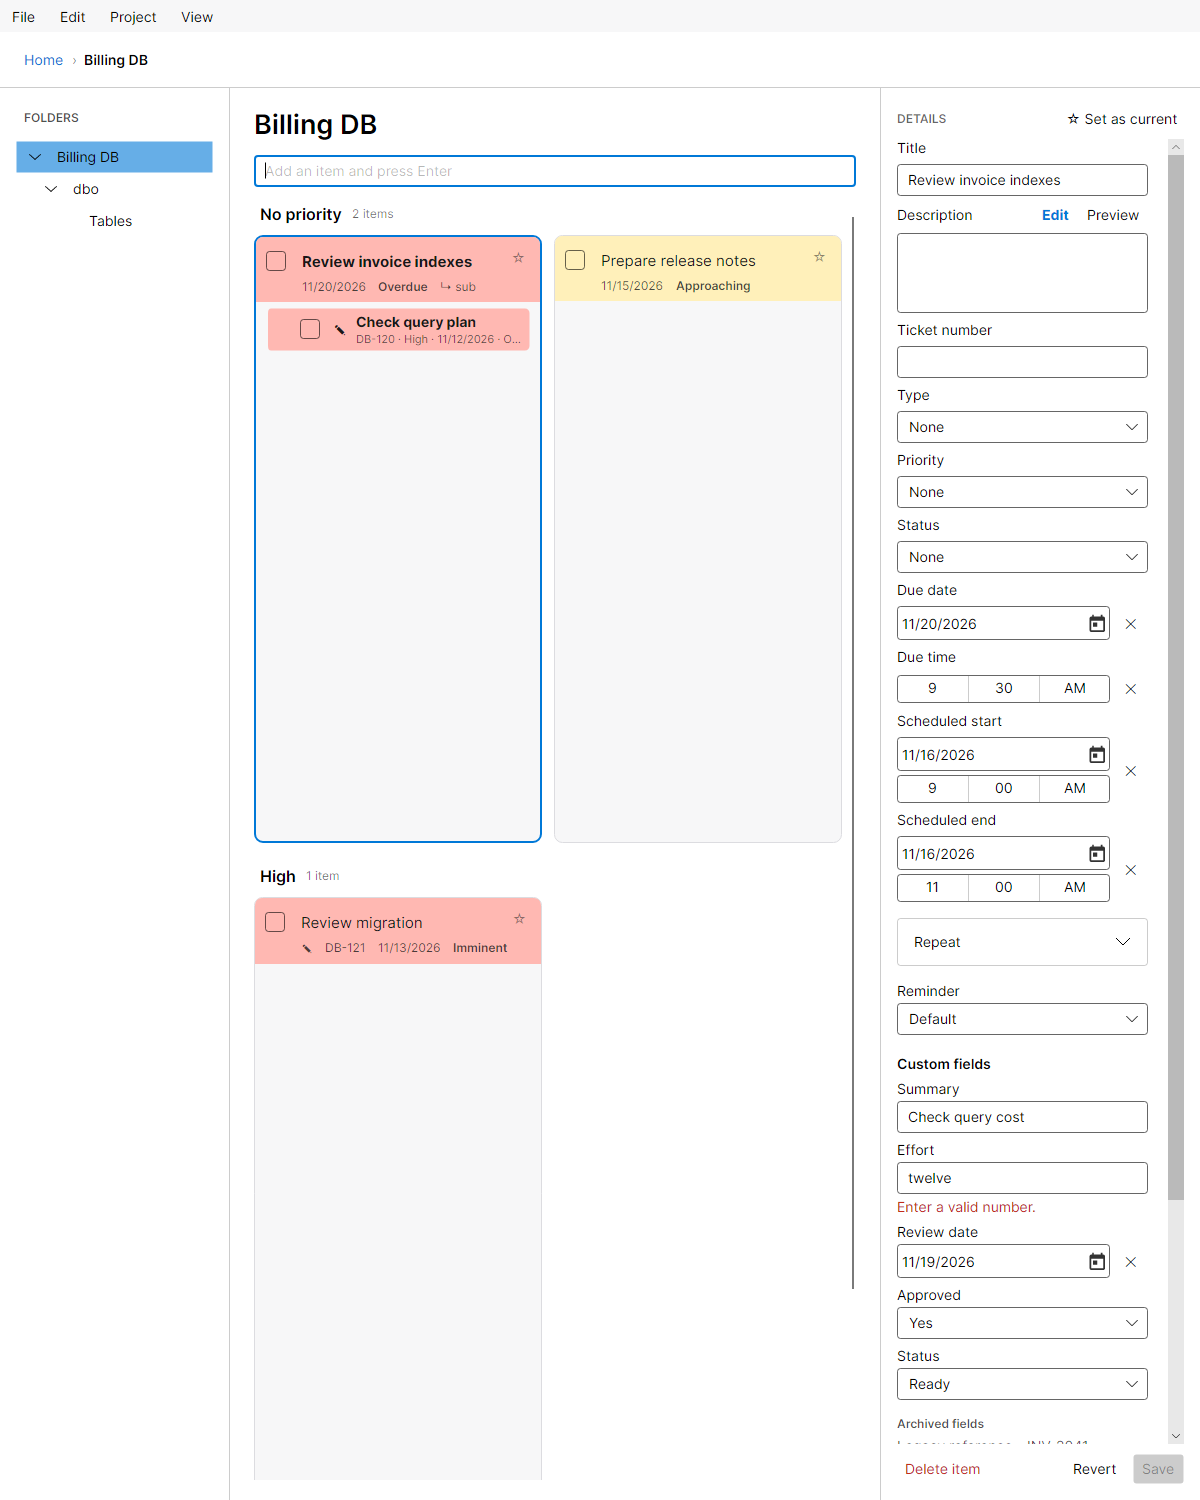 File Edit Project View
Home › Billing DB
FOLDERS
Billing DB
dbo
Tables
Billing DB
Add an item and press Enter
No priority 2 items
Review invoice indexes
11/20/2026 Overdue sub
Check query plan
DB-120 · High · 11/12/2026 · O...
Prepare release notes
11/15/2026 Approaching
High 1 item
Review migration
DB-121 11/13/2026 Imminent
DETAILS Set as current
Title
Review invoice indexes
Description Edit Preview
Ticket number
Type
None
Priority
None
Status
None
Due date
11/20/2026
Due time
9 30 AM
Scheduled start
11/16/2026
9 00 AM
Scheduled end
11/16/2026
11 00 AM
Repeat
Reminder
Default
Custom fields
Summary
Check query cost
Effort
twelve
Enter a valid number.
Review date
11/19/2026
Approved
Yes
Status
Ready
Archived fields
Delete item Revert Save